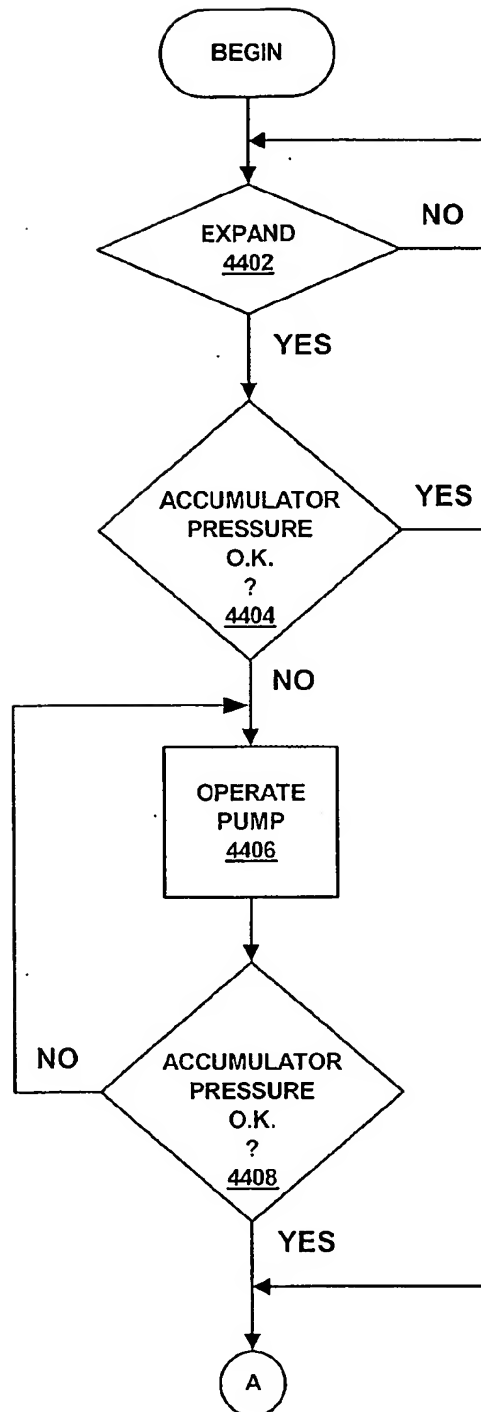 BEGIN
EXPAND
4402
NO
YES
ACCUMULATOR
PRESSURE
O.K.
?
4404
YES
NO
OPERATE
PUMP
4406
NO
ACCUMULATOR
PRESSURE
O.K.
?
4408
YES
A